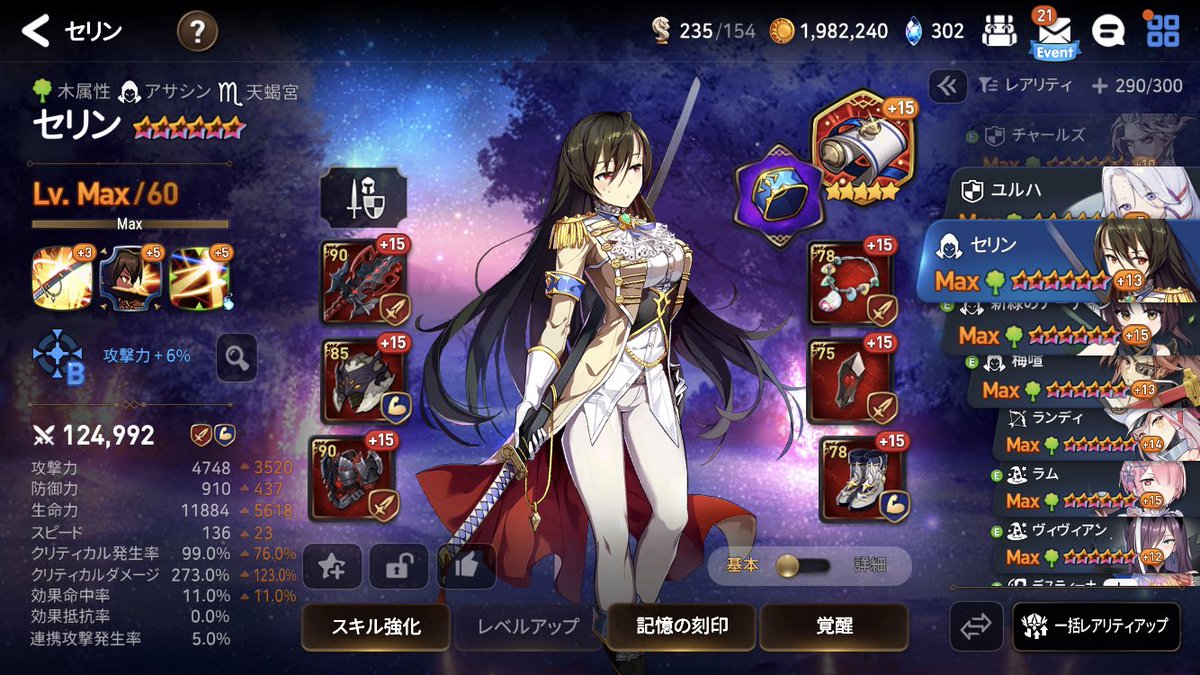 セリン
?
235/154
1,982,240
302
21
Event
木属性 アサシン 天蝎宮
セリン
Lv. Max/60
Max
+3
+5
+5
B
攻撃力 + 6%
124,992
攻撃力 4748 3520
防御力 910 437
生命力 11884 5618
スピード 136 23
クリティカル発生率 99.0% 76.0%
クリティカルダメージ 273.0% 123.0%
効果命中率 11.0% 11.0%
効果抵抗率 0.0%
連携攻撃発生率 5.0%
90 +15
85 +15
90 +15
+15
78 +15
75 +15
78 +15
基本 詳細
スキル強化
レベルアップ
記憶の刻印
覚醒
レアリティ 290/300
E チャールズ
Max +10
ユルハ
Max
セリン
Max +13
E
Max +15
E 梅喧
Max +13
ランディ
Max +14
E ラム
Max +15
E ヴィヴィアン
Max +12
E デスティーナ
一括レアリティアップ